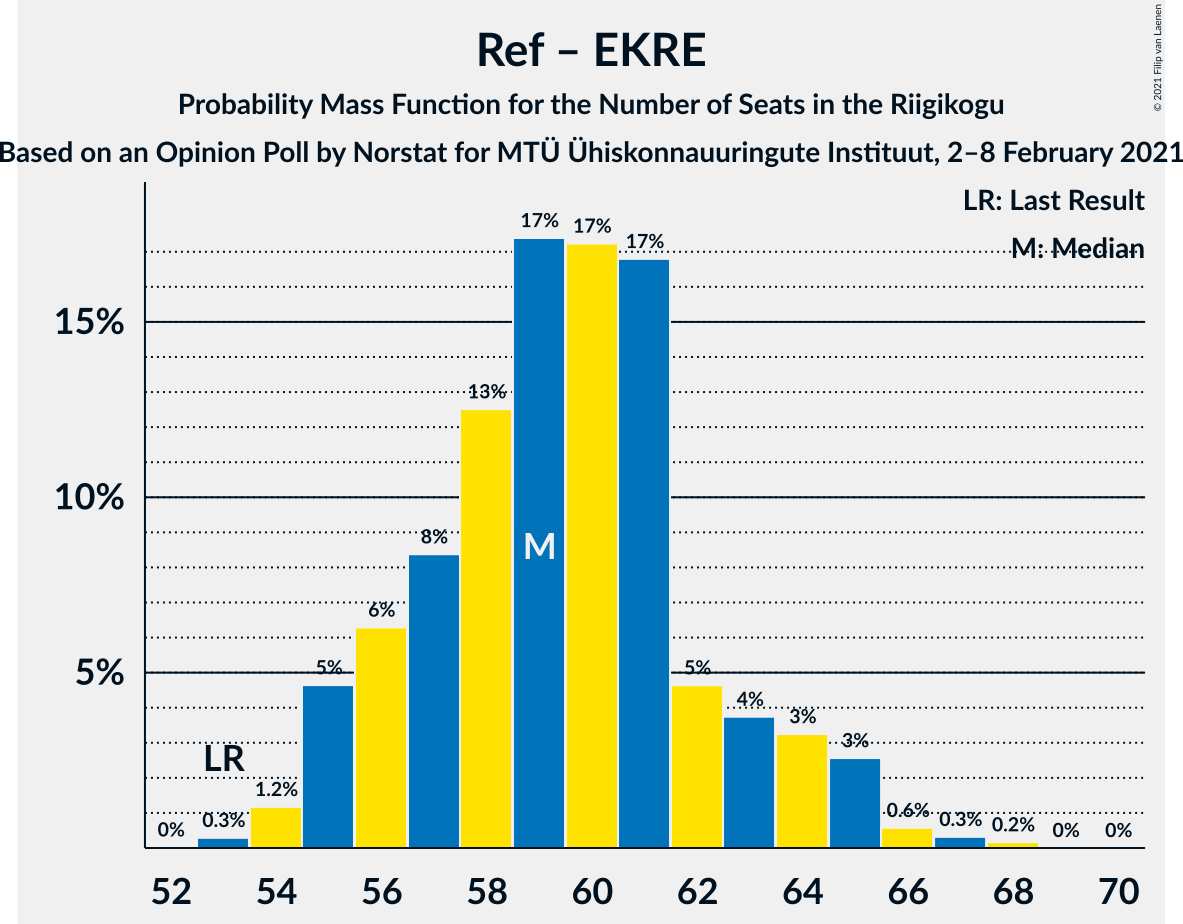 Ref – EKRE
Probability Mass Function for the Number of Seats in the Riigikogu
Based on an Opinion Poll by Norstat for MTÜ Ühiskonnauuringute Instituut, 2–8 February 2021
© 2021 Filip van Laenen
LR: Last Result
M: Median
17% 17% 17%
15%
13%
10%
8%
M
6%
5%
5% 5%
4%
3%
3%
LR
1.2%
0% 0.3% 0.6% 0.3% 0.2% 0% 0%
52 54 56 58 60 62 64 66 68 70